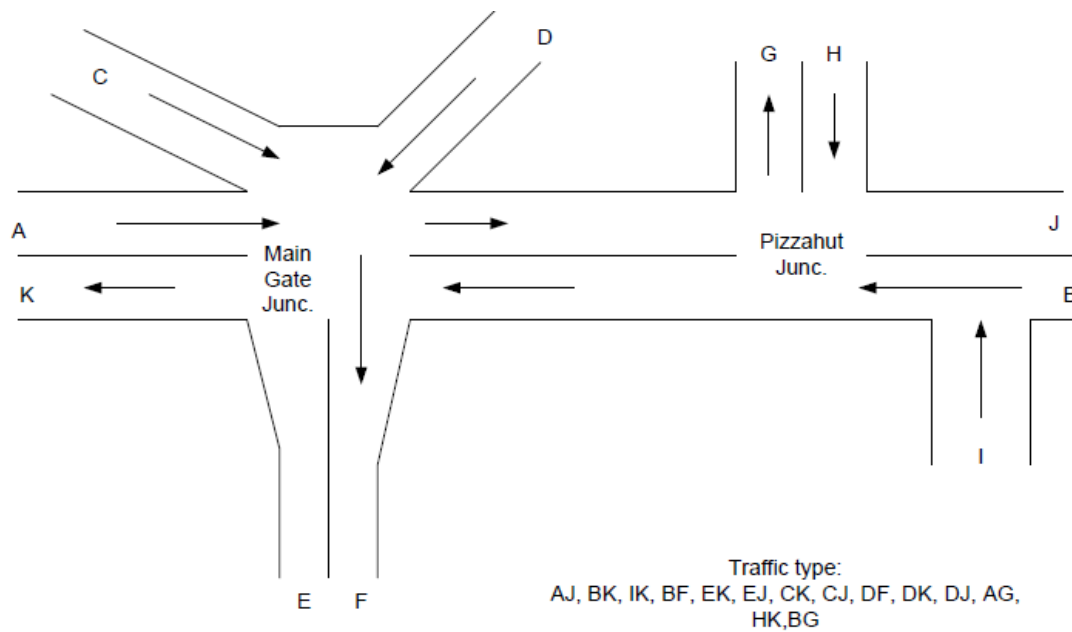 D
G
H
C
A
Main
Gate
Junc.
Pizzahut
Junc.
J
K
B
I
E
F
Traffic type:
AJ, BK, IK, BF, EK, EJ, CK, CJ, DF, DK, DJ, AG,
HK,BG